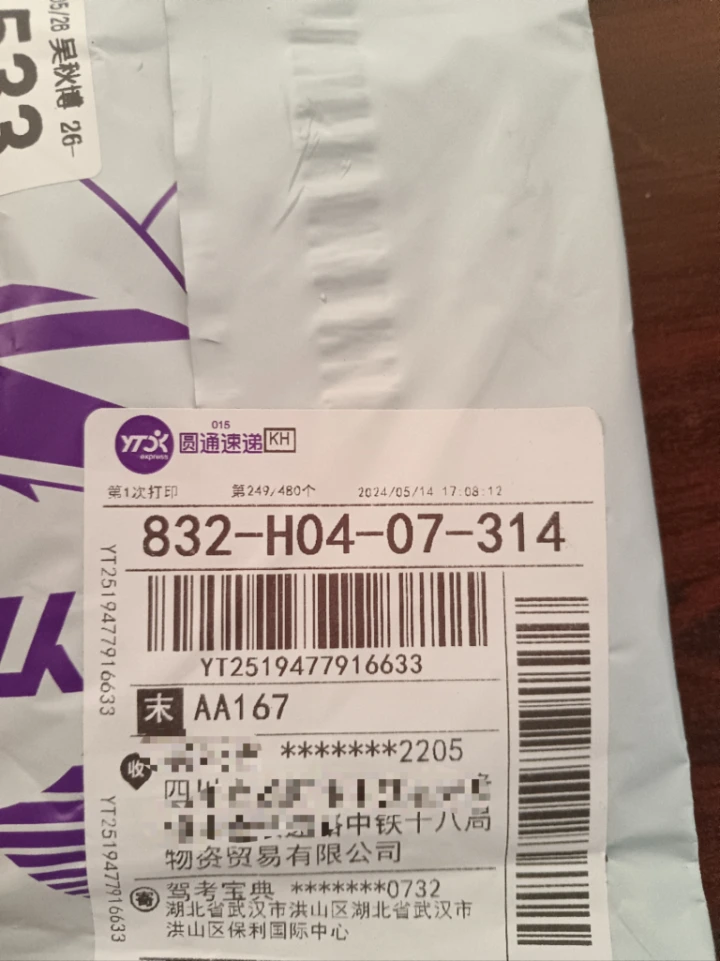 05/28 吴秋博 26-
533
YTO express
015
圆通速递 KH
第1次打印 第249/480个 2024/05/14 17:08:12
832-H04-07-314
YT2519477916633
YT2519477916633
末 AA167
收 *******2205
四川
中铁十八局
物资贸易有限公司
YT2519477916633
寄 驾考宝典 *******0732
湖北省武汉市洪山区湖北省武汉市
洪山区保利国际中心